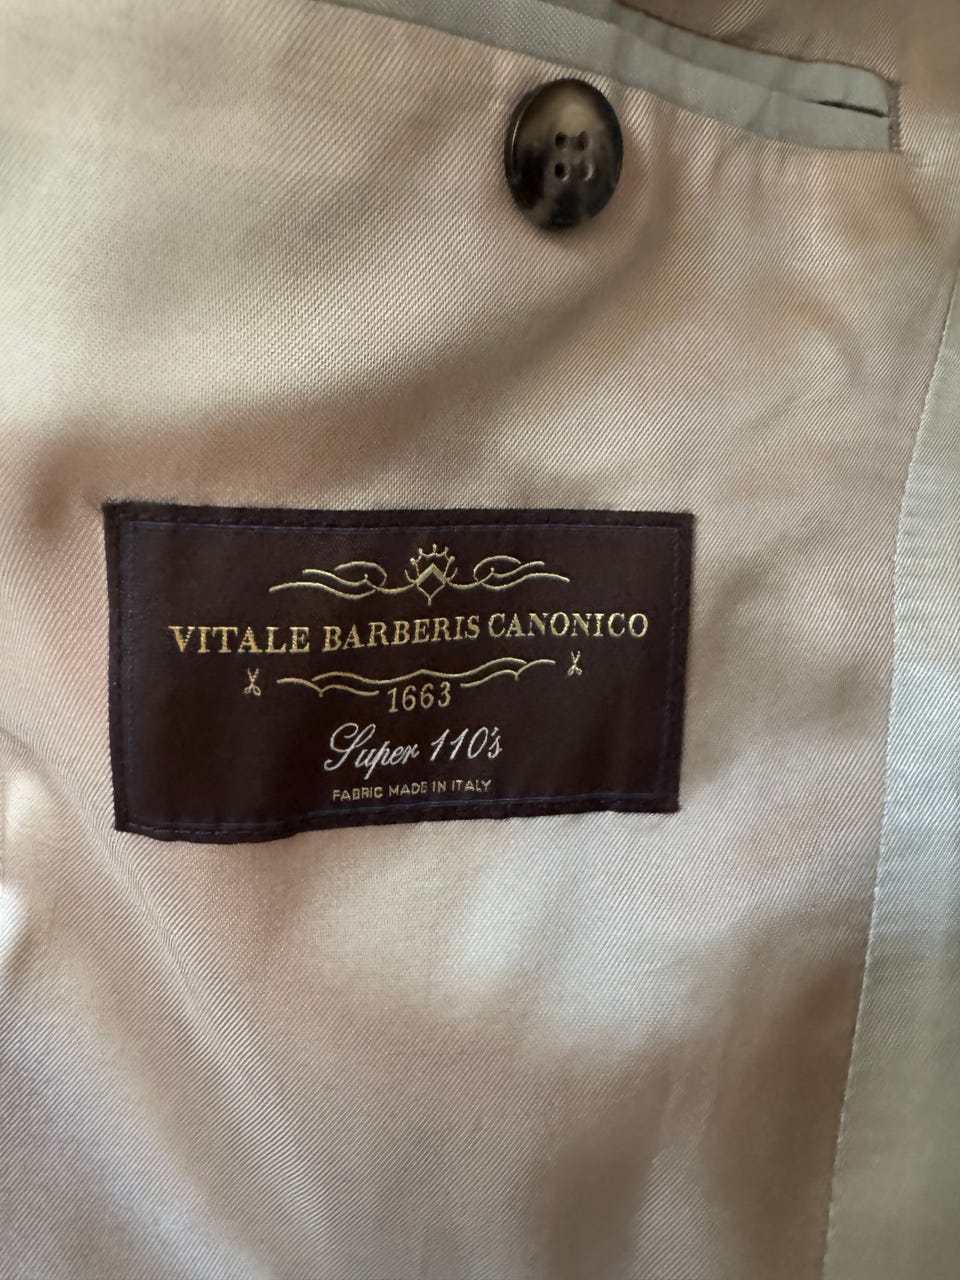 VITALE BARBERIS CANONICO
1663
Super 110's
FABRIC MADE IN ITALY